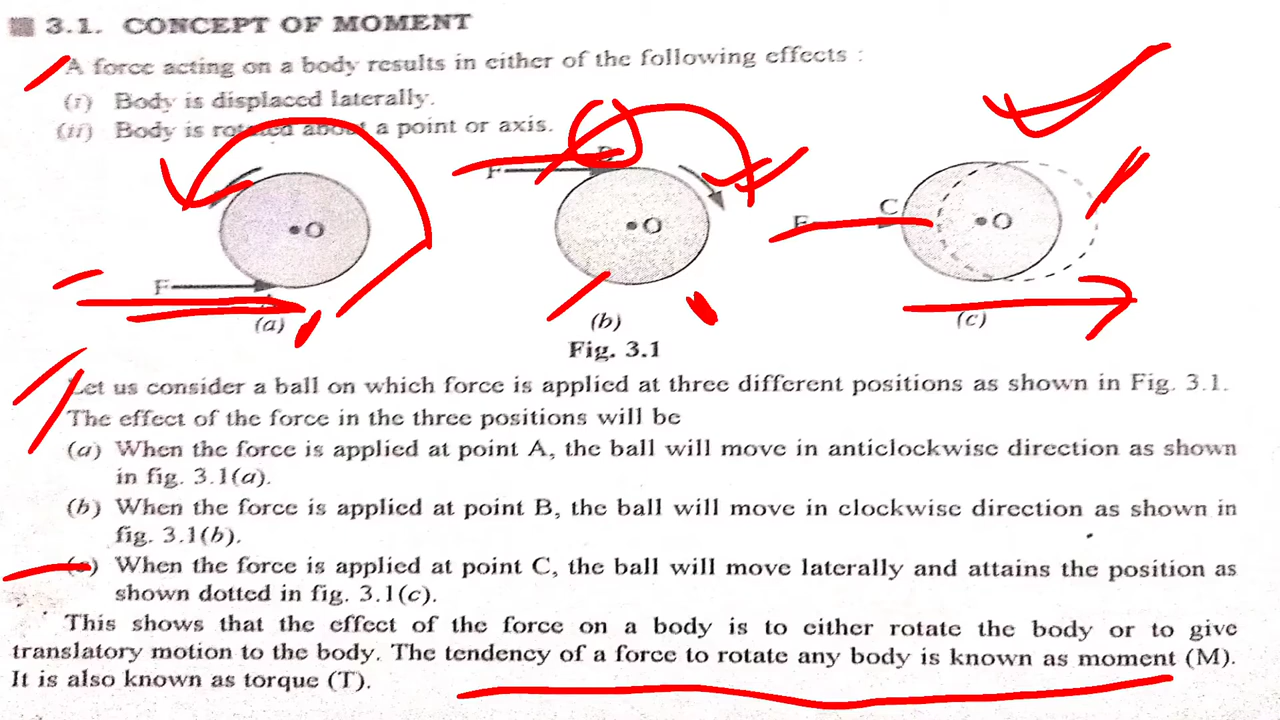 3.1. CONCEPT OF MOMENT
A force acting on a body results in either of the following effects :
(i) Body is displaced laterally.
(ii) Body is rotated about a point or axis.
F
O
(a)
B
F
O
(b)
F
C
O
(c)
Fig. 3.1
Let us consider a ball on which force is applied at three different positions as shown in Fig. 3.1.
The effect of the force in the three positions will be
(a) When the force is applied at point A, the ball will move in anticlockwise direction as shown
in fig. 3.1(a).
(b) When the force is applied at point B, the ball will move in clockwise direction as shown in
fig. 3.1(b).
(c) When the force is applied at point C, the ball will move laterally and attains the position as
shown dotted in fig. 3.1(c).
This shows that the effect of the force on a body is to either rotate the body or to give
translatory motion to the body. The tendency of a force to rotate any body is known as moment (M).
It is also known as torque (T).